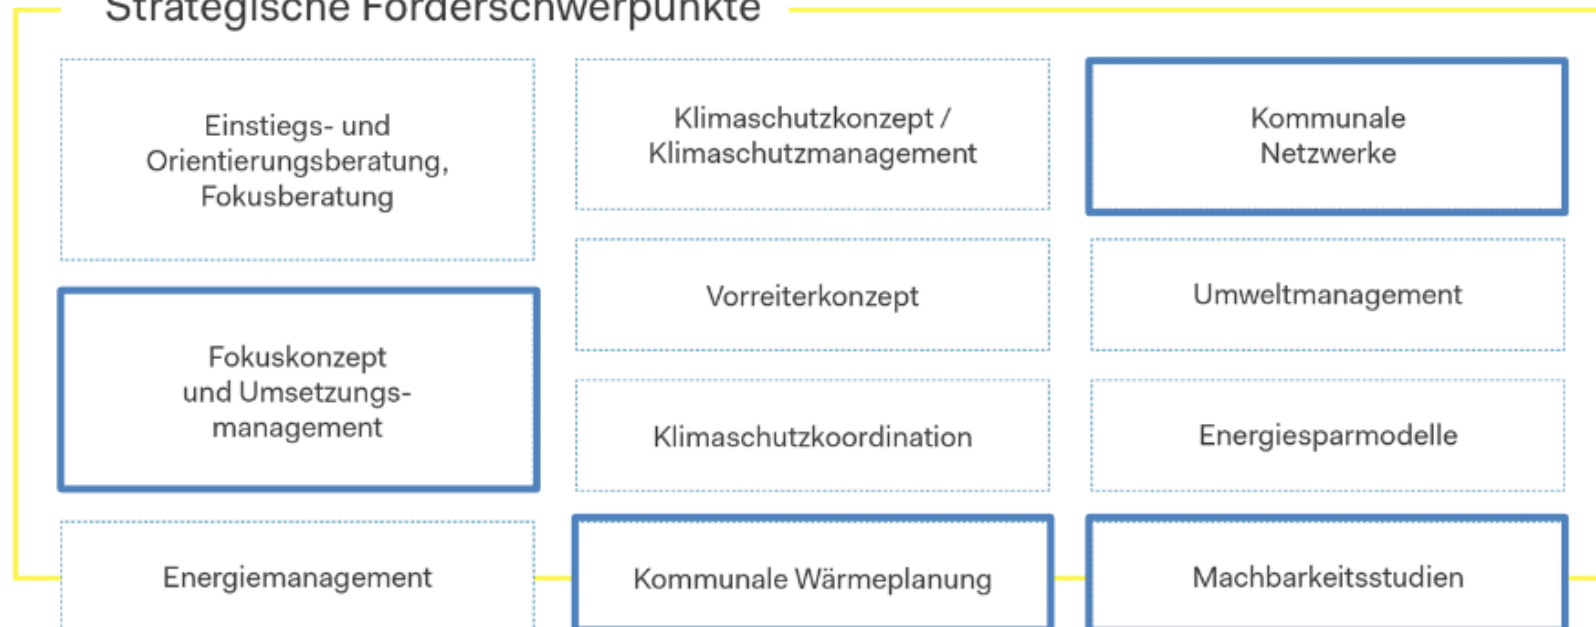 Strategische Förderschwerpunkte
Einstiegs- und
Orientierungsberatung,
Fokusberatung
Klimaschutzkonzept /
Klimaschutzmanagement
Kommunale
Netzwerke
Vorreiterkonzept
Umweltmanagement
Fokuskonzept
und Umsetzungs-
management
Klimaschutzkoordination
Energiesparmodelle
Energiemanagement
Kommunale Wärmeplanung
Machbarkeitsstudien